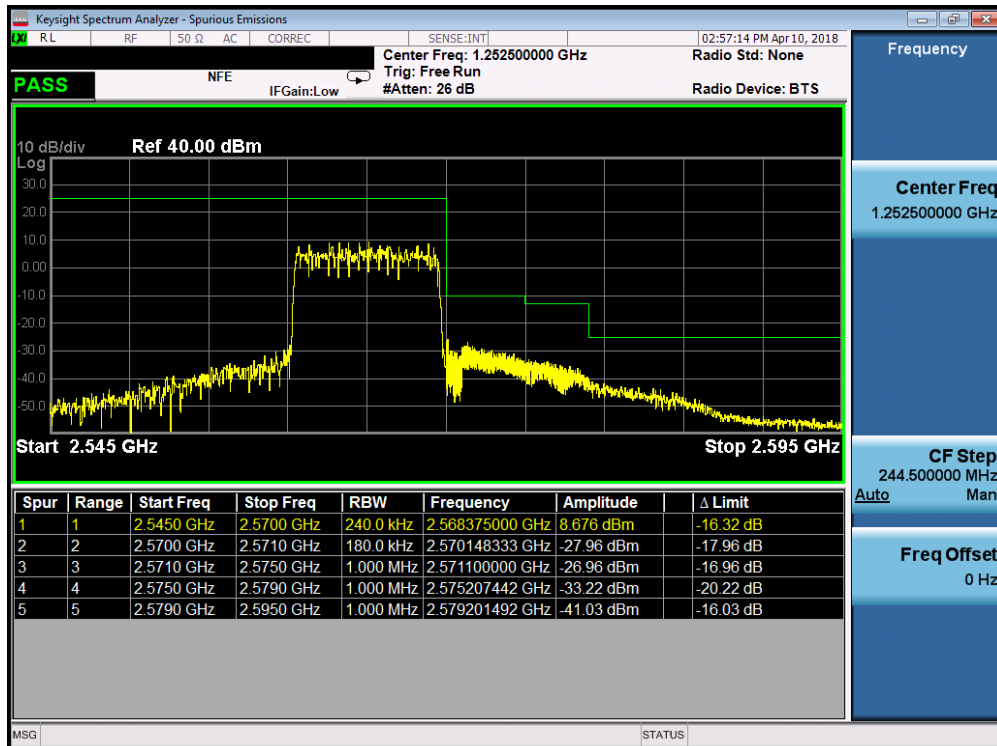 Keysight Spectrum Analyzer - Spurious Emissions
LXI RL RF 50 Ω AC CORREC SENSE:INT 02:57:14 PM Apr 10, 2018
Center Freq: 1.252500000 GHz Radio Std: None
NFE Trig: Free Run
PASS IFGain:Low #Atten: 26 dB Radio Device: BTS
10 dB/div Ref 40.00 dBm
Log
30.0
20.0
10.0
0.00
-10.0
-20.0
-30.0
-40.0
-50.0
Start 2.545 GHz Stop 2.595 GHz
Spur Range Start Freq Stop Freq RBW Frequency Amplitude Δ Limit
1 1 2.5450 GHz 2.5700 GHz 240.0 kHz 2.568375000 GHz 8.676 dBm -16.32 dB
2 2 2.5700 GHz 2.5710 GHz 180.0 kHz 2.570148333 GHz -27.96 dBm -17.96 dB
3 3 2.5710 GHz 2.5750 GHz 1.000 MHz 2.571100000 GHz -26.96 dBm -16.96 dB
4 4 2.5750 GHz 2.5790 GHz 1.000 MHz 2.575207442 GHz -33.22 dBm -20.22 dB
5 5 2.5790 GHz 2.5950 GHz 1.000 MHz 2.579201492 GHz -41.03 dBm -16.03 dB
Frequency
Center Freq
1.252500000 GHz
CF Step
244.500000 MHz
Auto Man
Freq Offset
0 Hz
MSG STATUS